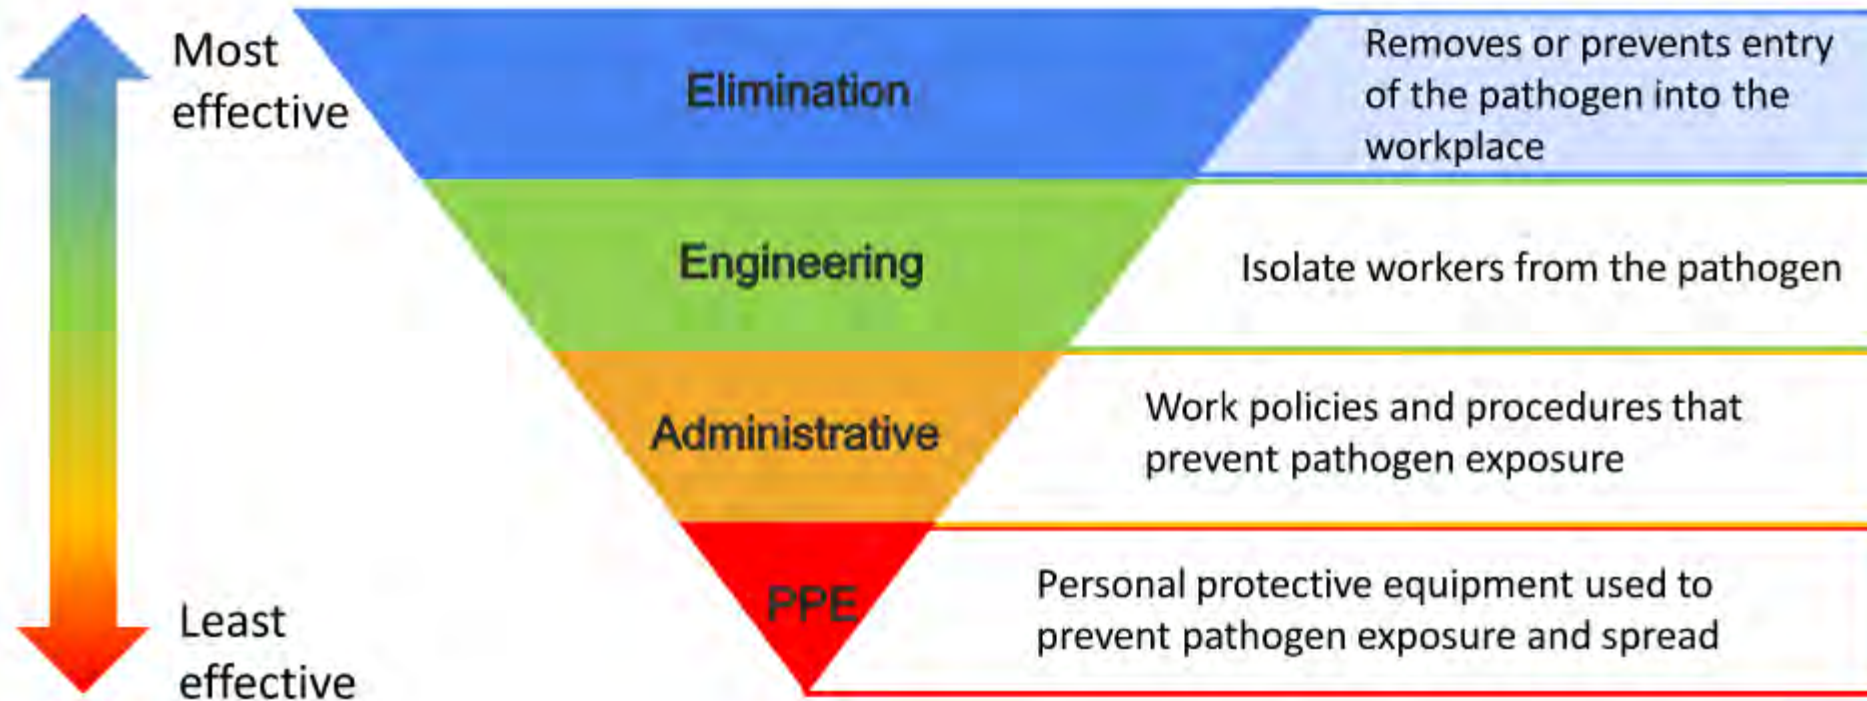 Most
effective
Elimination
Removes or prevents entry
of the pathogen into the
workplace
Engineering
Isolate workers from the pathogen
Administrative
Work policies and procedures that
prevent pathogen exposure
PPE
Personal protective equipment used to
prevent pathogen exposure and spread
Least
effective